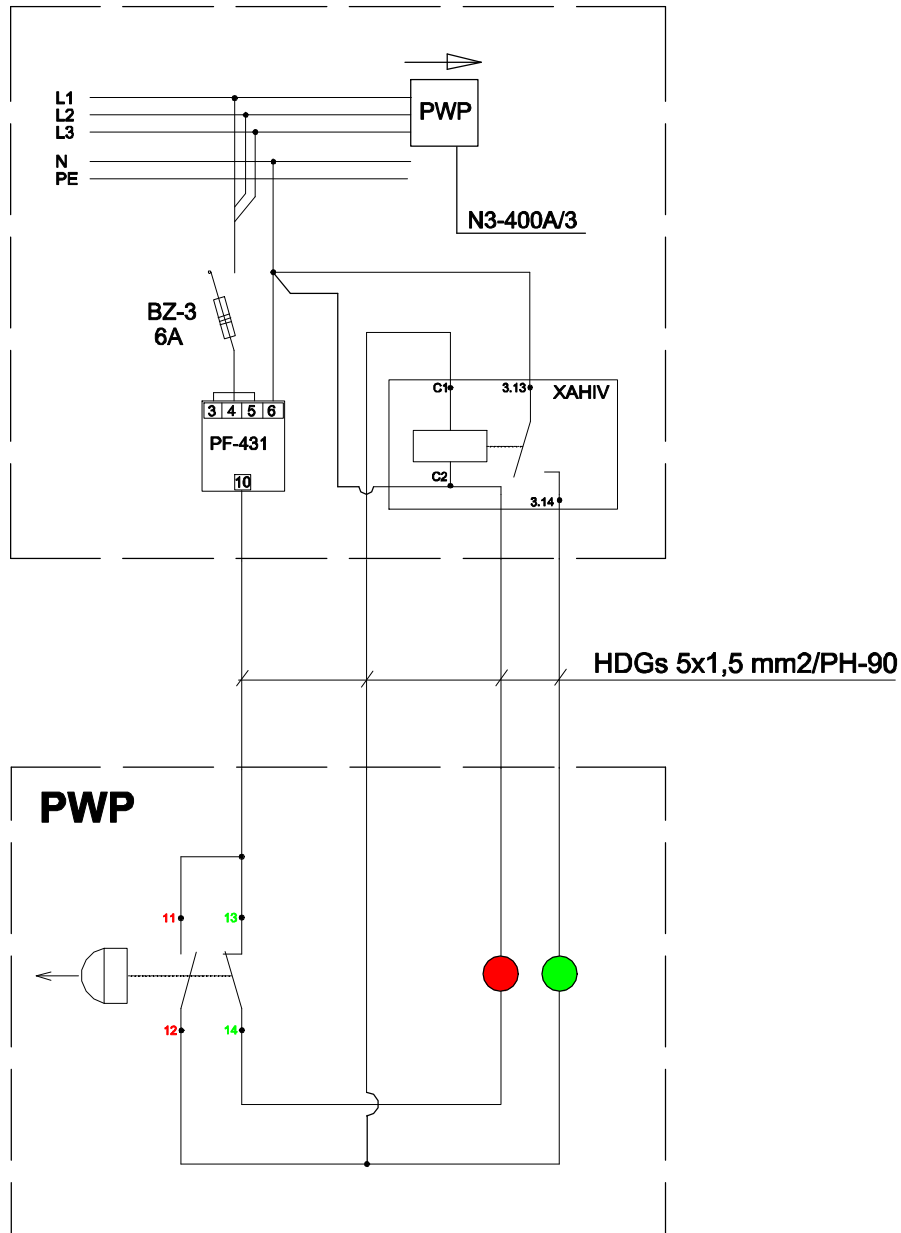 L1
L2
L3
N
PE
PWP
N3-400A/3
BZ-3
6A
3 4 5 6
PF-431
10
C1
3.13
XAHIV
C2
3.14
HDGs 5x1,5 mm2/PH-90
PWP
11
13
12
14